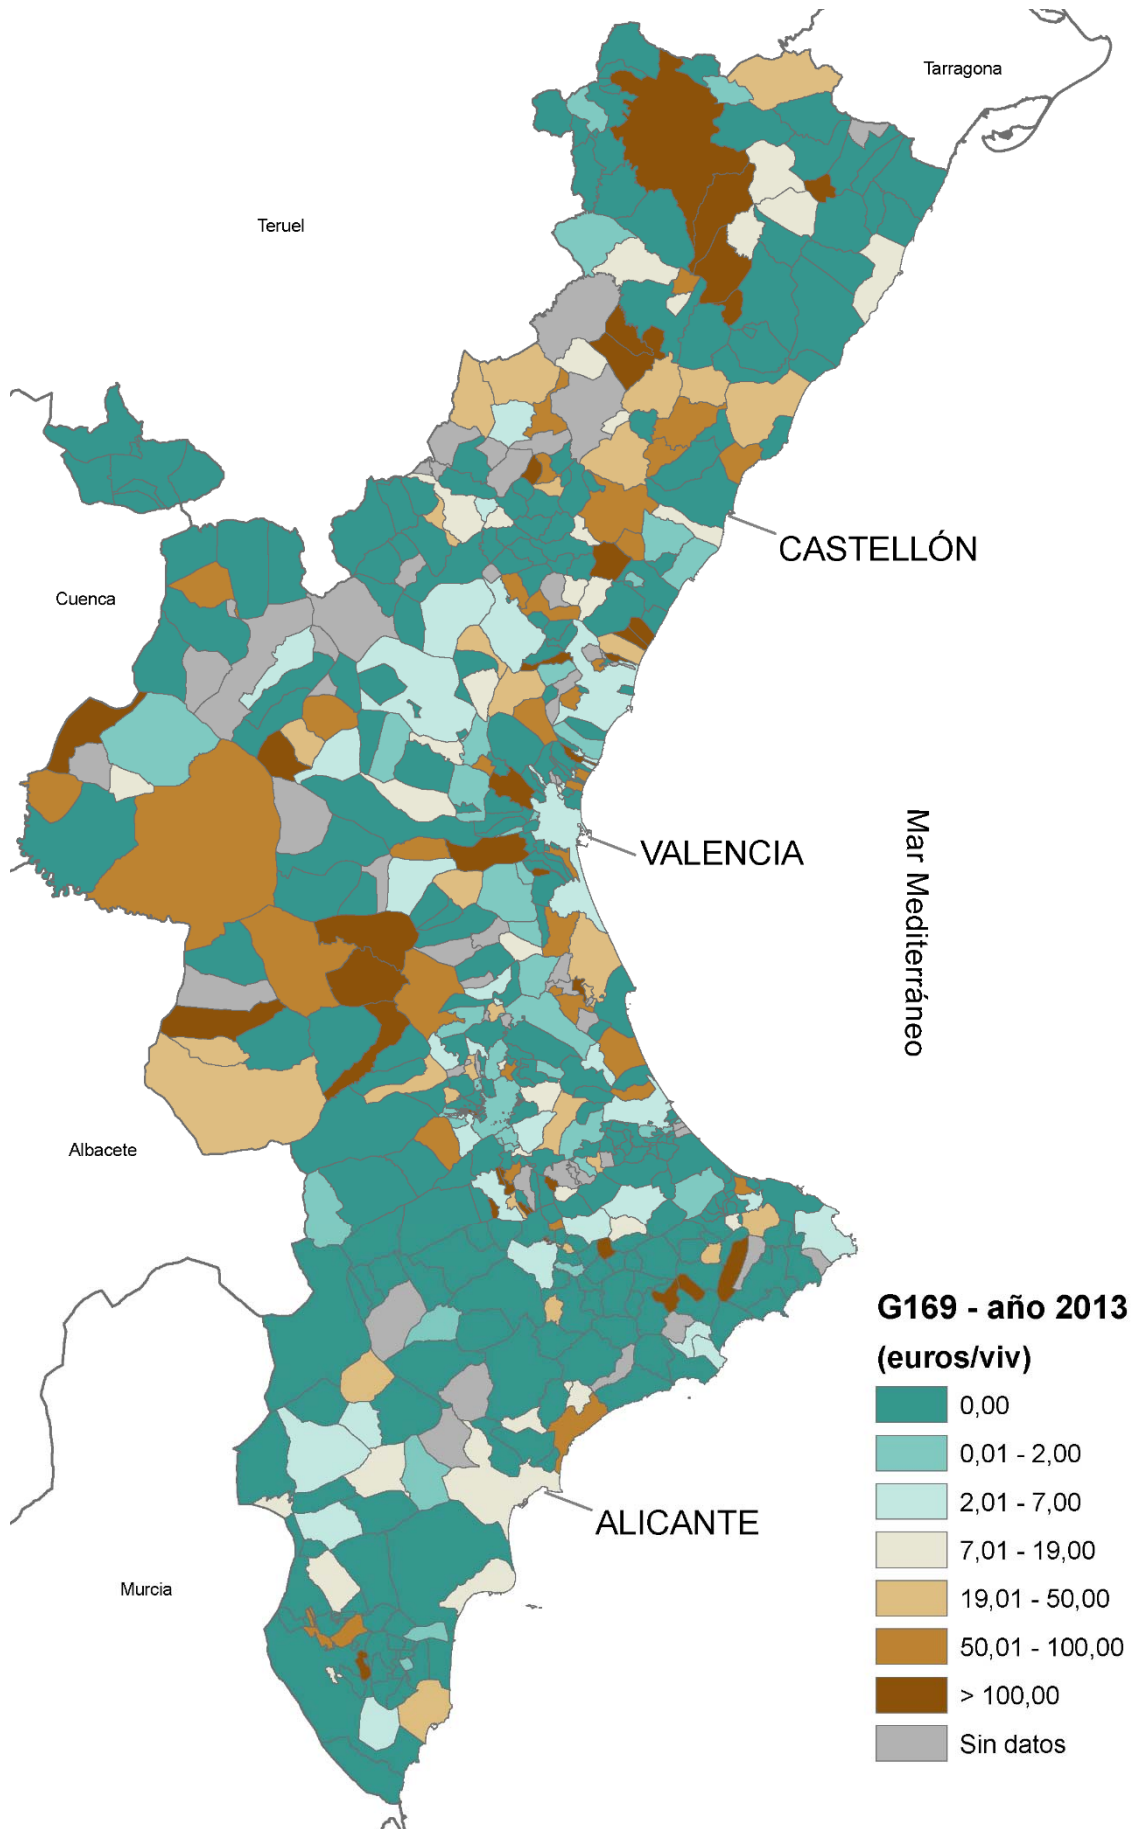 Tarragona
Teruel
CASTELLÓN
Cuenca
VALENCIA
Mar Mediterráneo
Albacete
G169 - año 2013
(euros/viv)
0,00
0,01 - 2,00
2,01 - 7,00
7,01 - 19,00
19,01 - 50,00
50,01 - 100,00
> 100,00
Sin datos
ALICANTE
Murcia